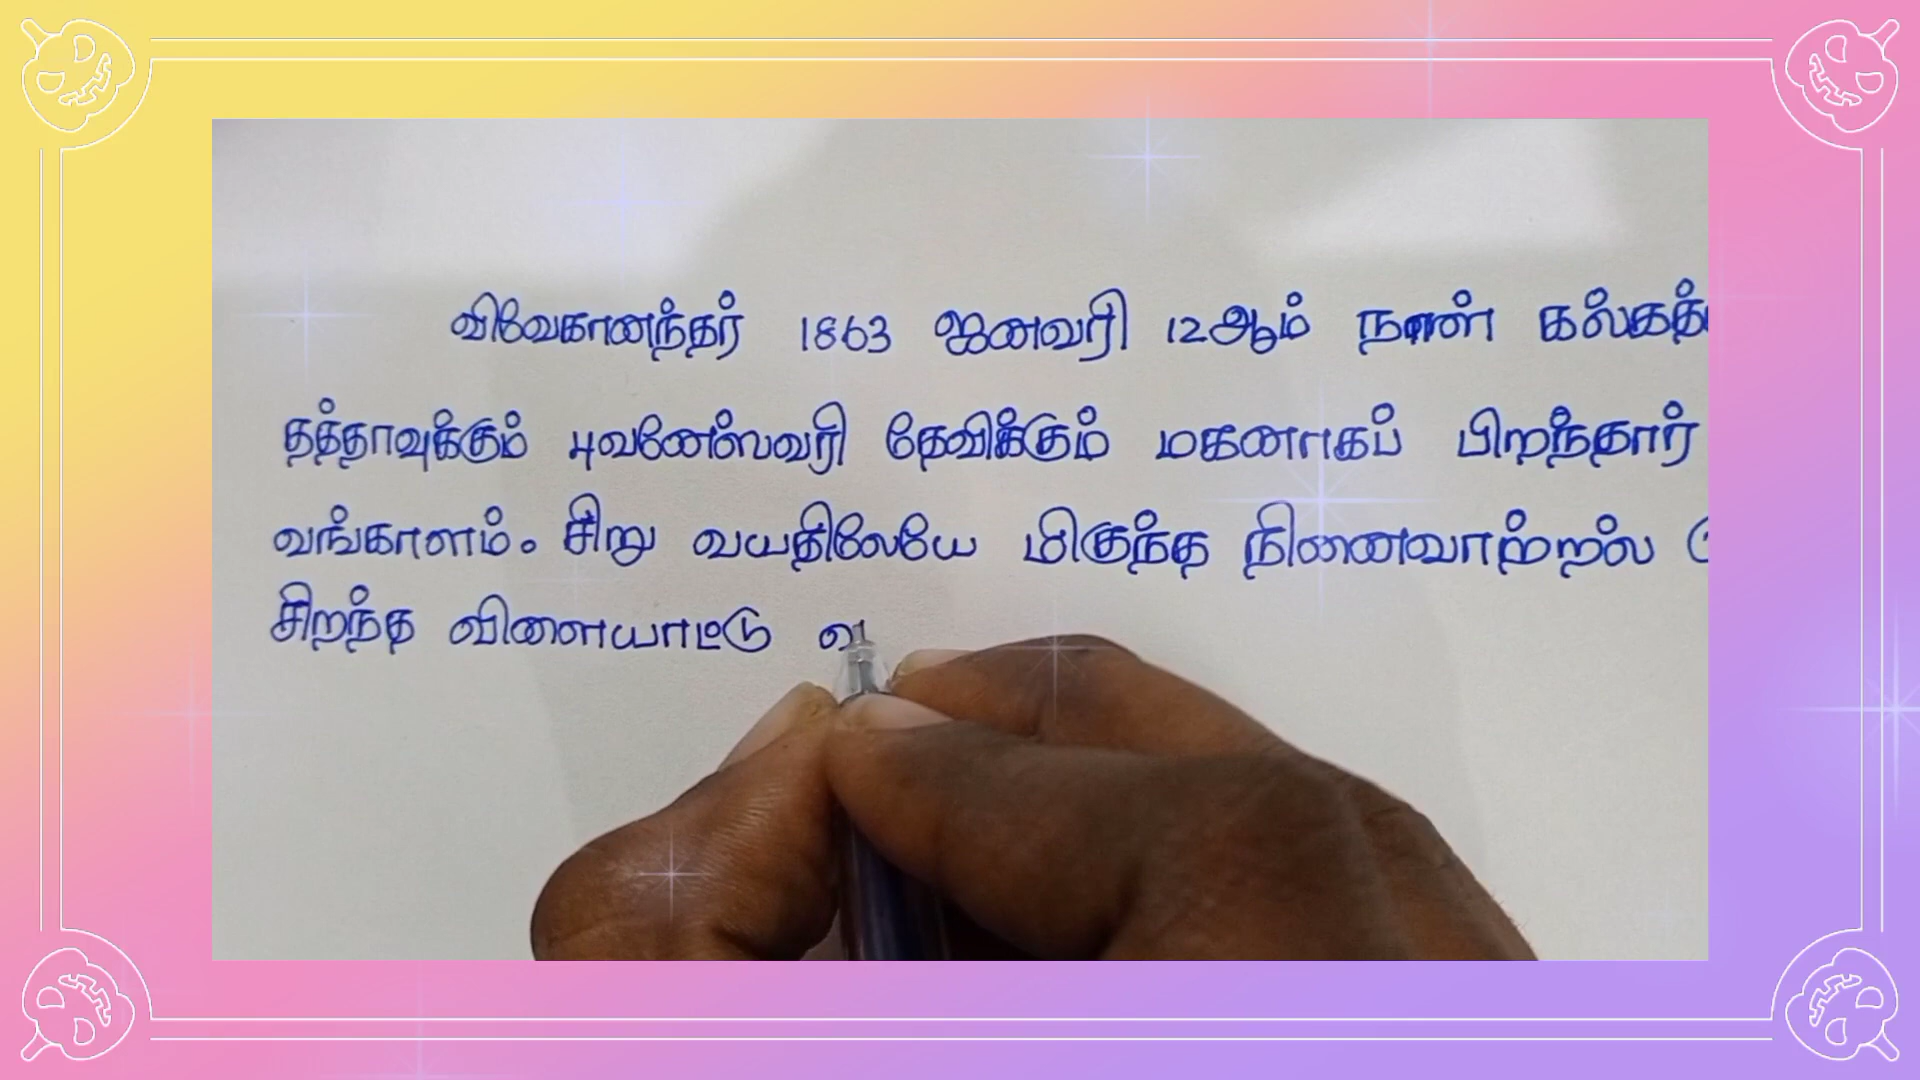 விவேகானந்தர் 1863 ஜனவரி 12ஆம் நாள் கல்கத்
தத்தாவுக்கும் புவனேஸ்வரி தேவிக்கும் மகனாகப் பிறந்தார்
வங்காளம். சிறு வயதிலேயே மிகுந்த நினைவாற்றல்
சிறந்த விளையாட்டு வ